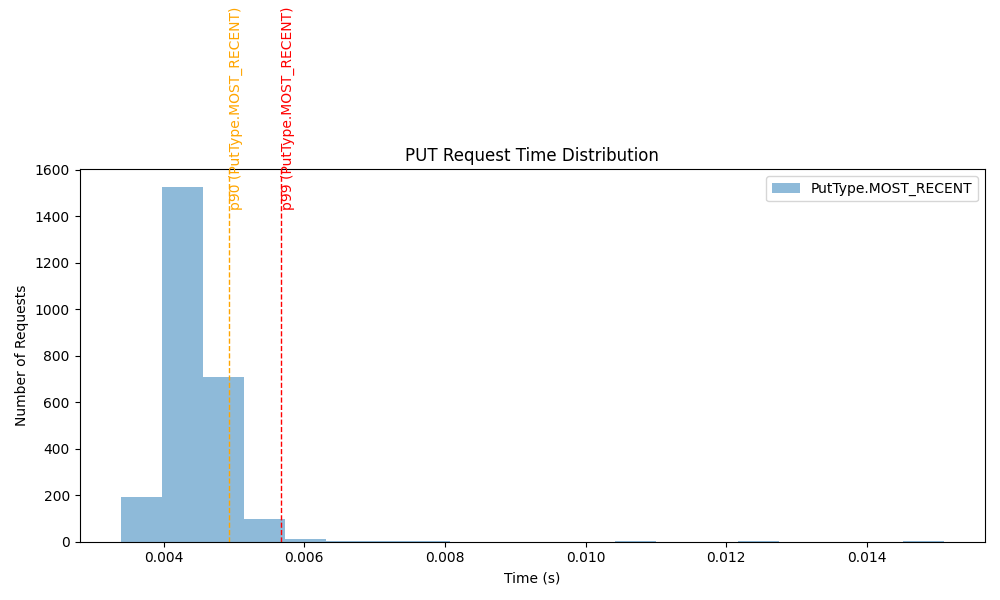 p90 (PutType.MOST_RECENT)
p99 (PutType.MOST_RECENT)
PUT Request Time Distribution
PutType.MOST_RECENT
Number of Requests
1600
1400
1200
1000
800
600
400
200
0
0.004
0.006
0.008
0.010
0.012
0.014
Time (s)